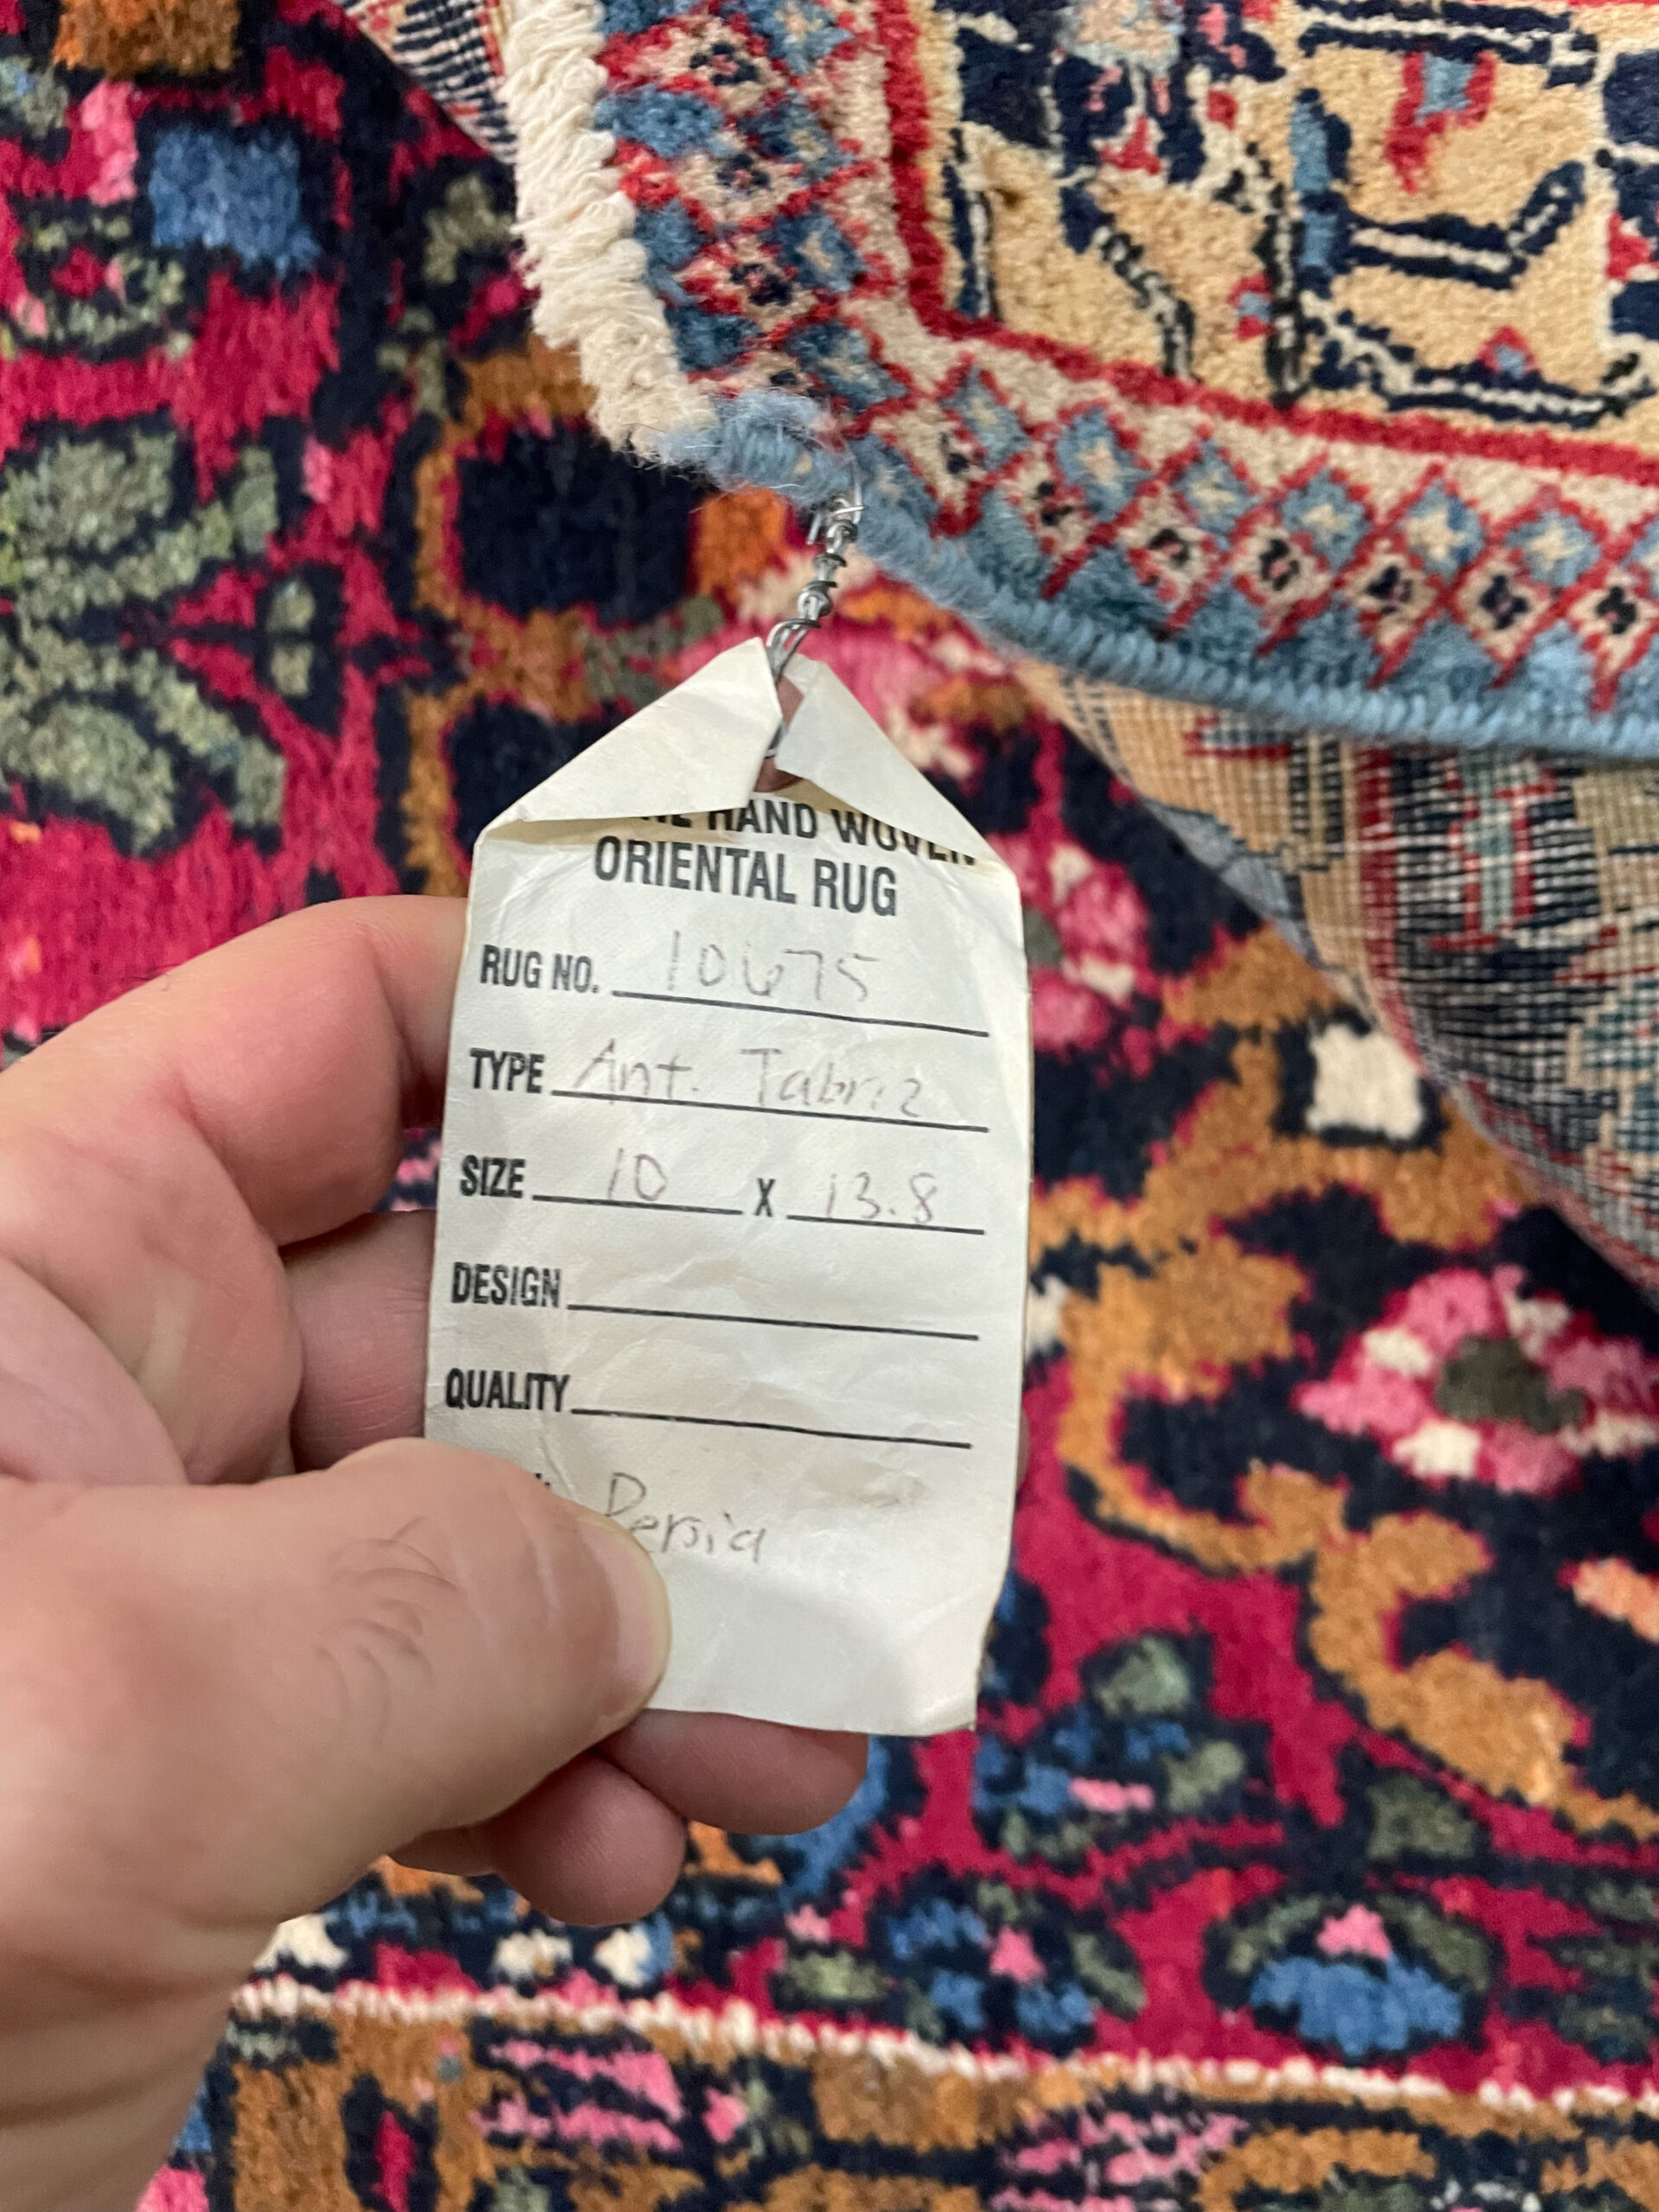 HAND WOVEN
ORIENTAL RUG
RUG NO. 10675
TYPE Ant. Tabriz
SIZE 10 X 13.8
DESIGN
QUALITY
Persia